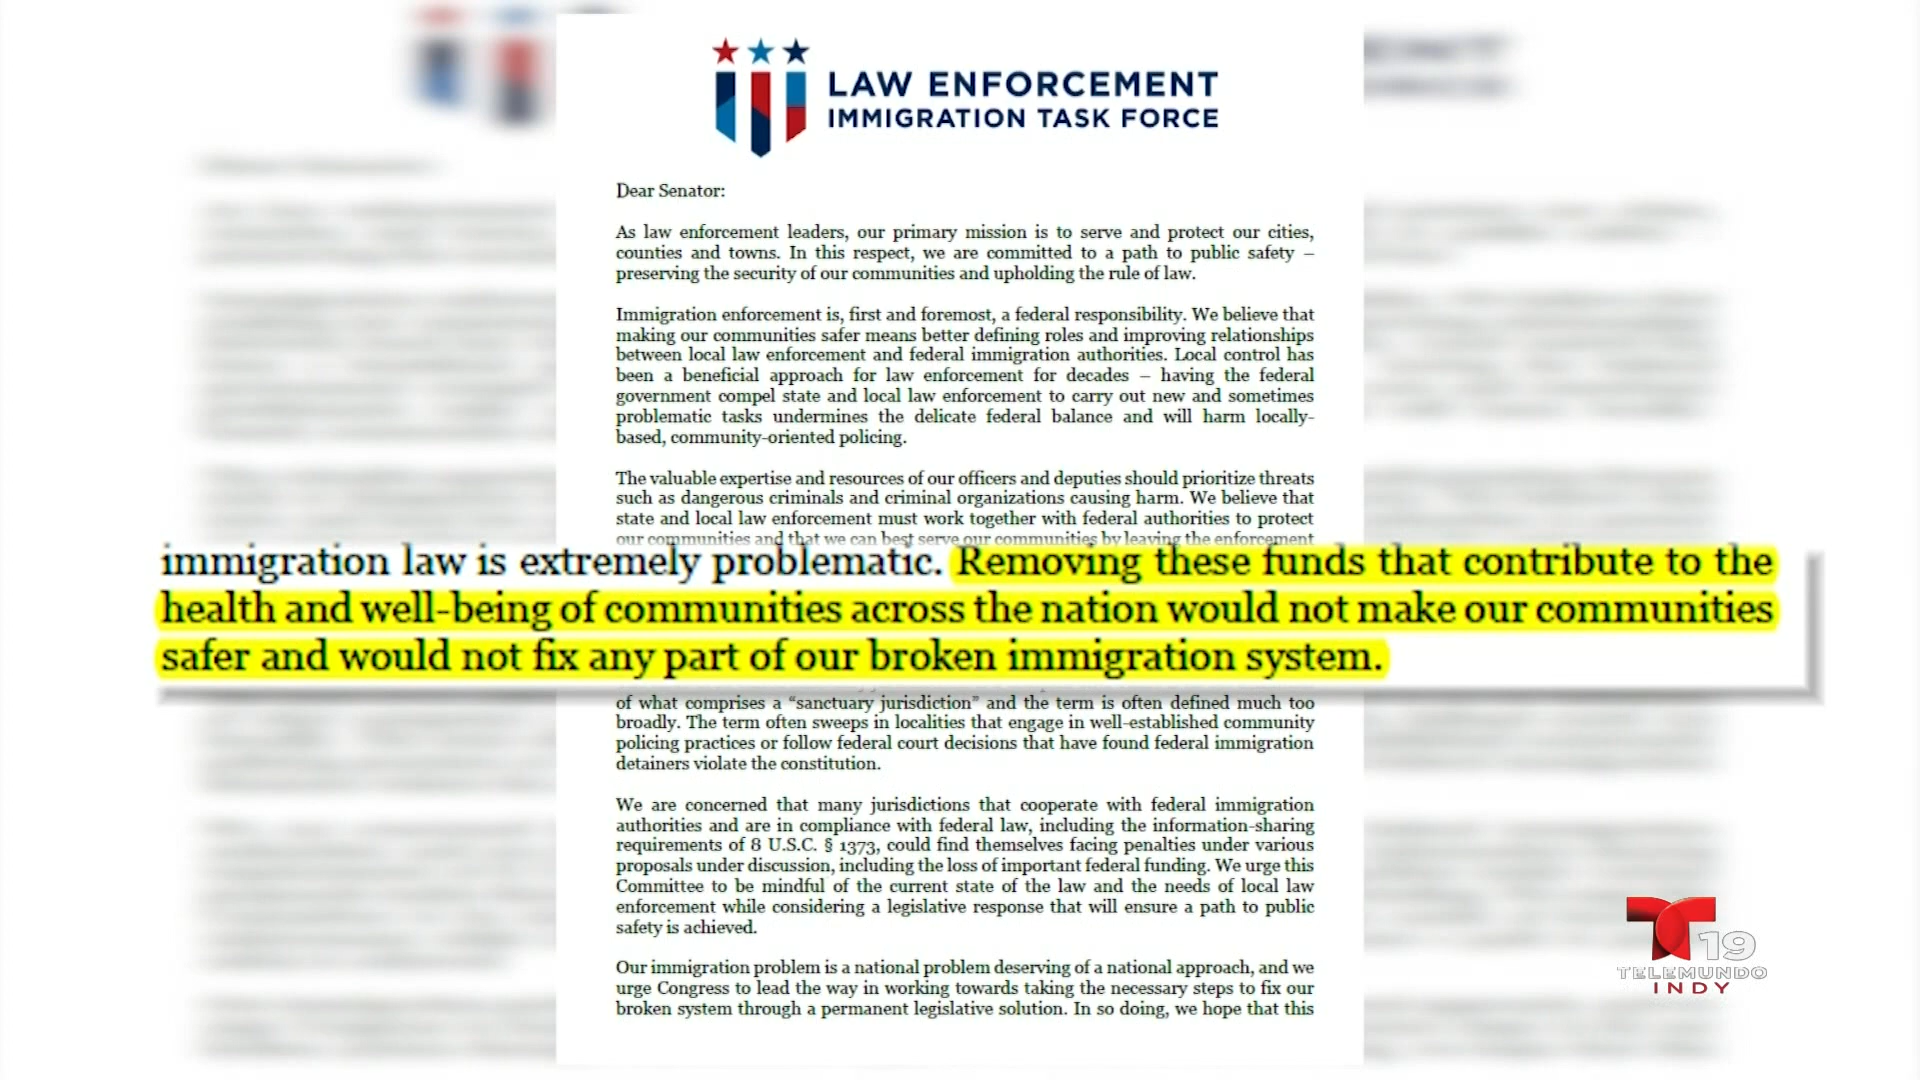 LAW ENFORCEMENT
IMMIGRATION TASK FORCE
Dear Senator:
As law enforcement leaders, our primary mission is to serve and protect our cities,
counties and towns. In this respect, we are committed to a path to public safety –
preserving the security of our communities and upholding the rule of law.
Immigration enforcement is, first and foremost, a federal responsibility. We believe that
making our communities safer means better defining roles and improving relationships
between local law enforcement and federal immigration authorities. Local control has
been a beneficial approach for law enforcement for decades – having the federal
government compel state and local law enforcement to carry out new and sometimes
problematic tasks undermines the delicate federal balance and will harm locally-
based, community-oriented policing.
The valuable expertise and resources of our officers and deputies should prioritize threats
such as dangerous criminals and criminal organizations causing harm. We believe that
state and local law enforcement must work together with federal authorities to protect
our communities and that we can best serve our communities by leaving the enforcement
immigration law is extremely problematic. Removing these funds that contribute to the
health and well-being of communities across the nation would not make our communities
safer and would not fix any part of our broken immigration system.
of what comprises a “sanctuary jurisdiction” and the term is often defined much too
broadly. The term often sweeps in localities that engage in well-established community
policing practices or follow federal court decisions that have found federal immigration
detainers violate the constitution.
We are concerned that many jurisdictions that cooperate with federal immigration
authorities and are in compliance with federal law, including the information-sharing
requirements of 8 U.S.C. § 1373, could find themselves facing penalties under various
proposals under discussion, including the loss of important federal funding. We urge this
Committee to be mindful of the current state of the law and the needs of local law
enforcement while considering a legislative response that will ensure a path to public
safety is achieved.
Our immigration problem is a national problem deserving of a national approach, and we
urge Congress to lead the way in working towards taking the necessary steps to fix our
broken system through a permanent legislative solution. In so doing, we hope that this
19
TELEMUNDO
INDY